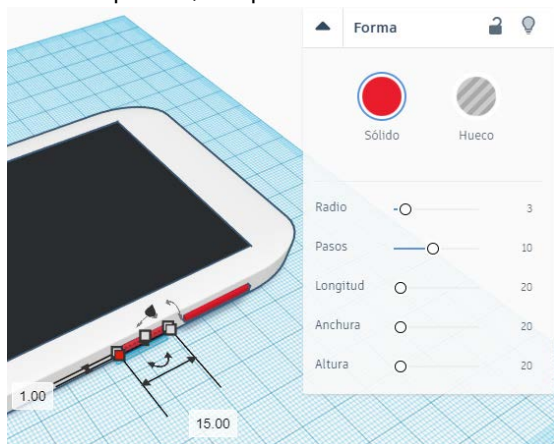 Forma
Sólido Hueco
Radio 3
Pasos 10
Longitud 20
Anchura 20
Altura 20
1.00
15.00